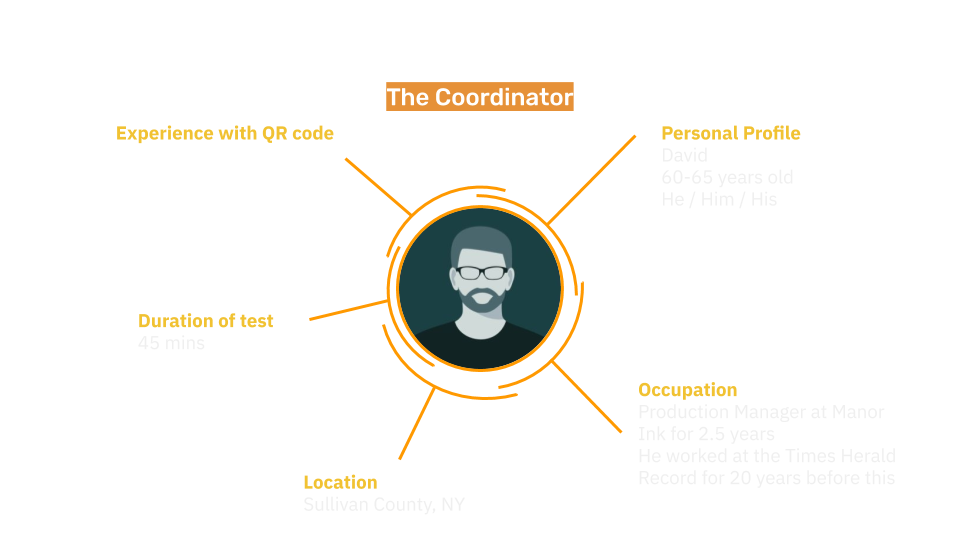 The Coordinator
Experience with QR code
Personal Profile
David
60-65 years old
He / Him / His
Duration of test
45 mins
Occupation
Production Manager at Manor
Ink for 2.5 years
He worked at the Times Herald
Record for 20 years before this
Location
Sullivan County, NY